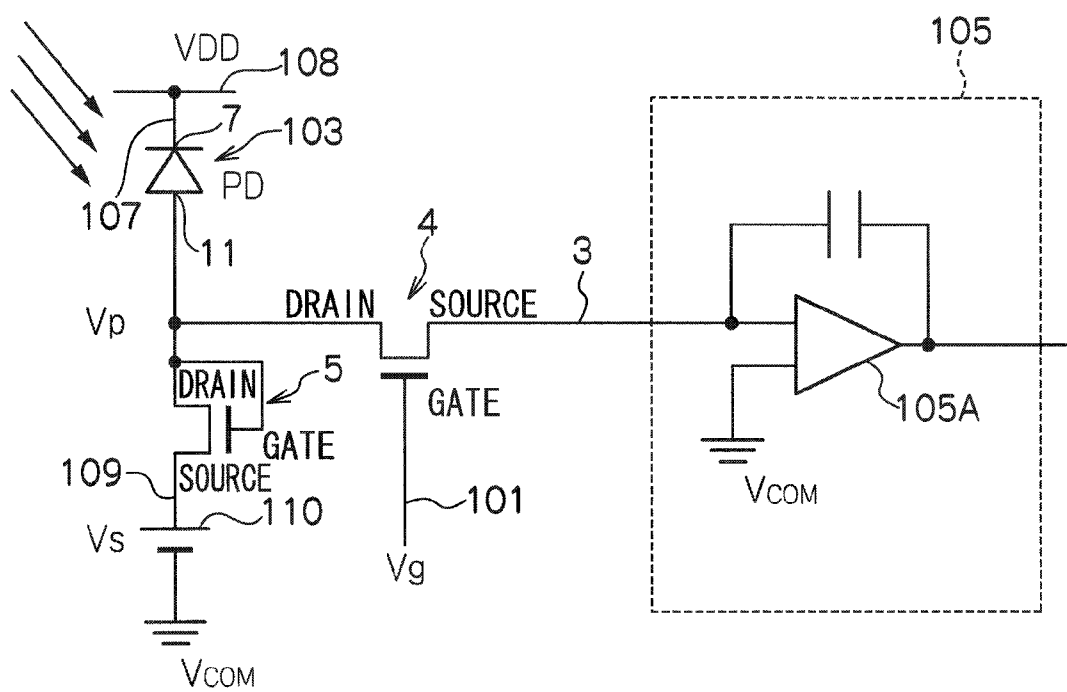 105
VDD
108
7
103
PD
107
11
4
3
DRAIN
SOURCE
Vp
DRAIN
5
GATE
105A
GATE
109
SOURCE
VCOM
110
101
Vs
Vg
VCOM